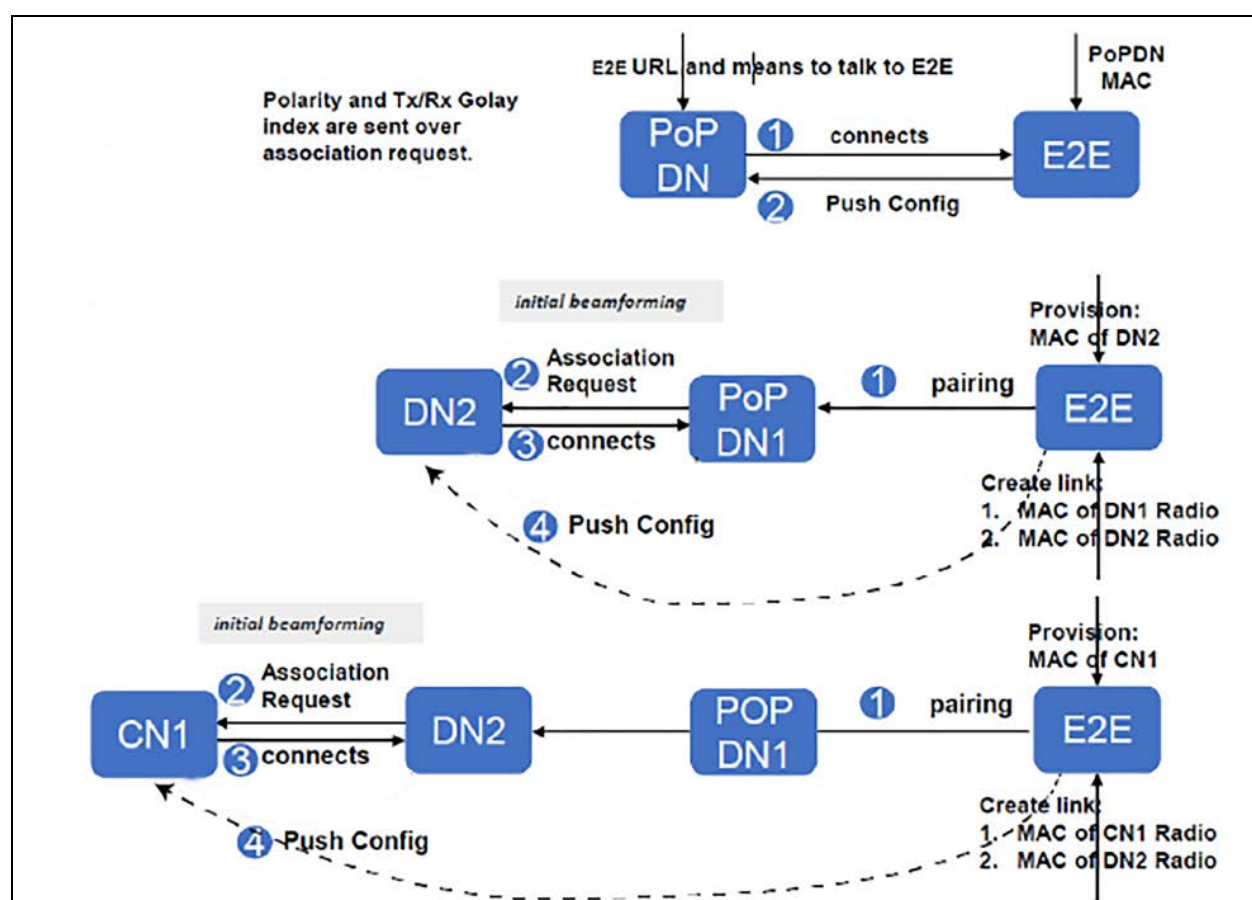 E2E URL and means to talk to E2E
PoPDN
MAC
Polarity and Tx/Rx Golay
index are sent over
association request.
PoP
DN
1
connects
E2E
2
Push Config
initial beamforming
Provision:
MAC of DN2
2
Association
Request
1
pairing
DN2
PoP
DN1
E2E
3
connects
Create link:
1. MAC of DN1 Radio
2. MAC of DN2 Radio
4
Push Config
initial beamforming
Provision:
MAC of CN1
2
Association
Request
1
pairing
CN1
DN2
POP
DN1
E2E
3
connects
Create link:
1. MAC of CN1 Radio
2. MAC of DN2 Radio
4
Push Config